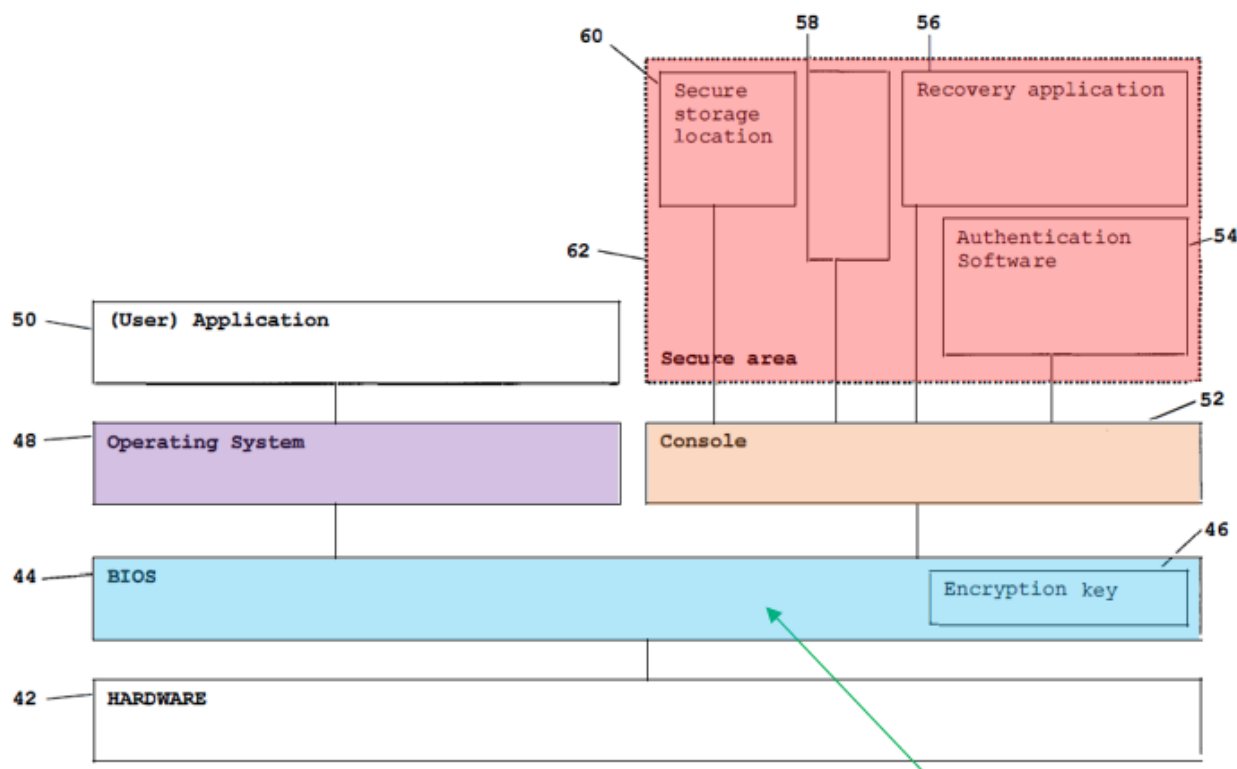 58
56
60
Secure
storage
location
Recovery application
54
Authentication
Software
62
Secure area
50
(User) Application
52
48
Operating System
Console
46
44
BIOS
Encryption key
42
HARDWARE